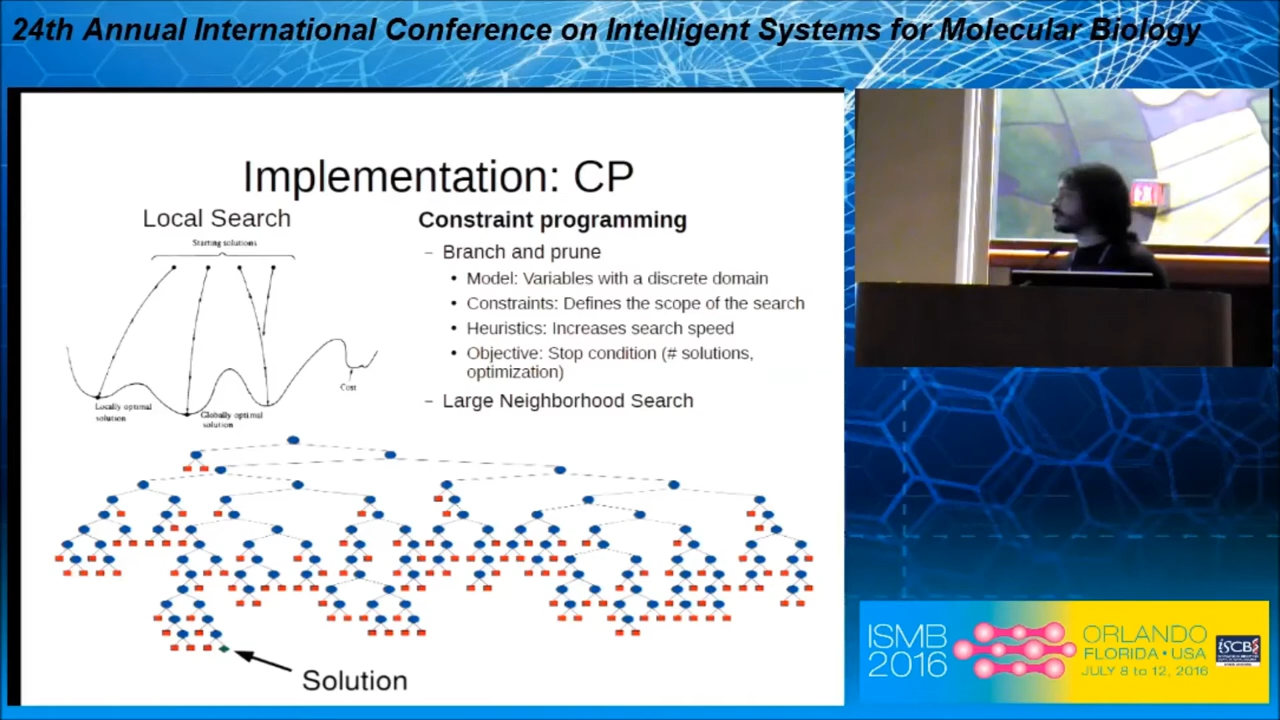 24th Annual International Conference on Intelligent Systems for Molecular Biology
Implementation: CP
Local Search
Starting solutions
Locally optimal
solution
Globally optimal
solution
Cost
Constraint programming
– Branch and prune
• Model: Variables with a discrete domain
• Constraints: Defines the scope of the search
• Heuristics: Increases search speed
• Objective: Stop condition (# solutions,
optimization)
– Large Neighborhood Search
Solution
EXIT
ISMB
2016
ORLANDO
FLORIDA • USA
JULY 8 to 12, 2016
ISCB